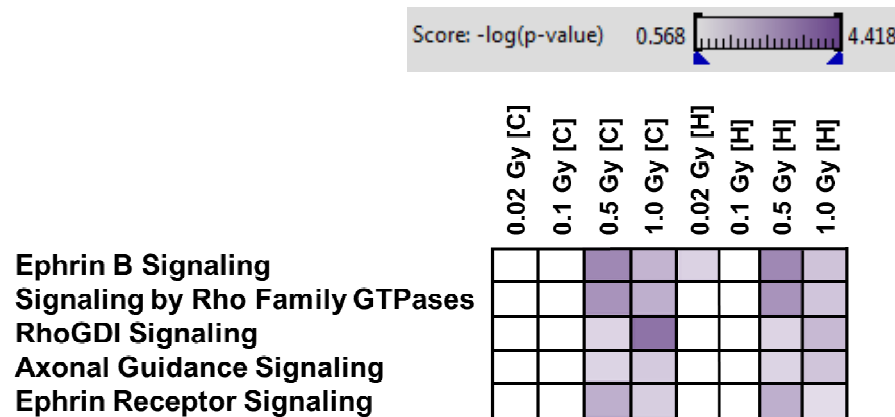 Score: -log(p-value) 0.568 4.418
0.02 Gy [C]
0.1 Gy [C]
0.5 Gy [C]
1.0 Gy [C]
0.02 Gy [H]
0.1 Gy [H]
0.5 Gy [H]
1.0 Gy [H]
Ephrin B Signaling
Signaling by Rho Family GTPases
RhoGDI Signaling
Axonal Guidance Signaling
Ephrin Receptor Signaling